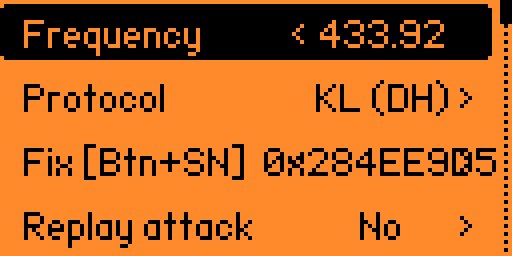 Frequency < 433.92
Protocol KL (DH) >
Fix [Btn+SN] 0x284EE9D5
Replay attack No >